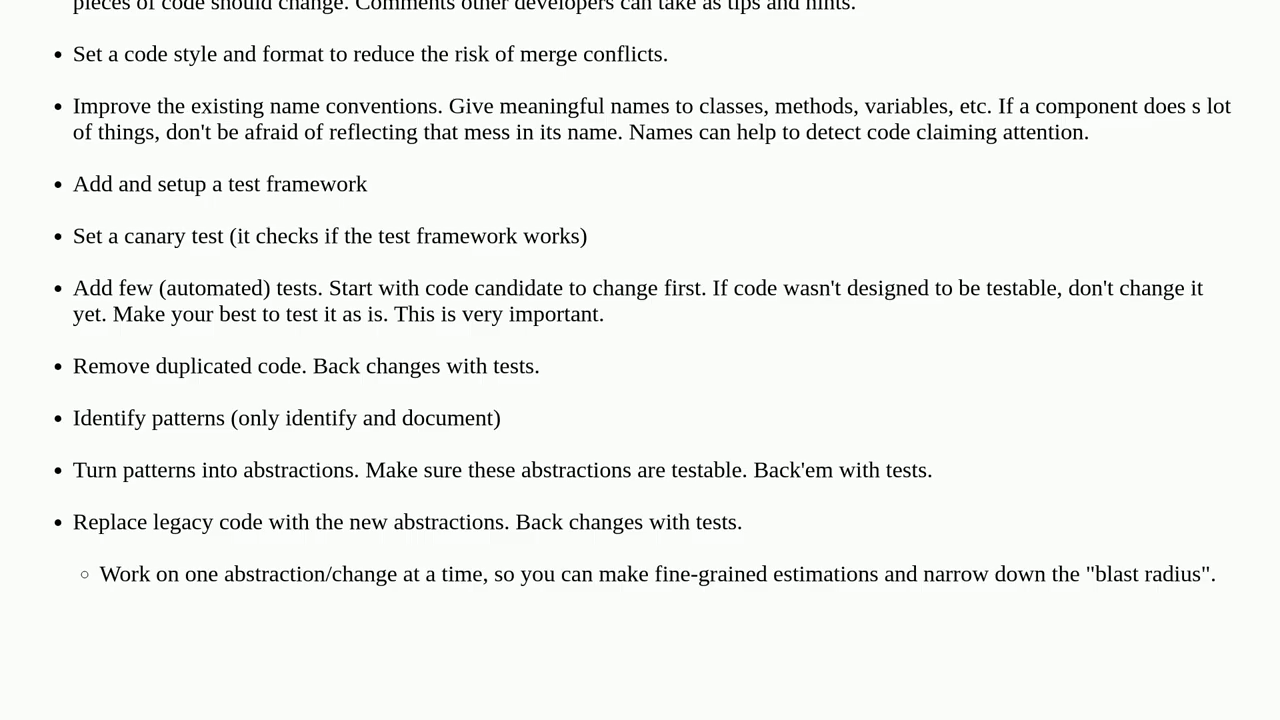 pieces of code should change. Comments other developers can take as tips and hints.
Set a code style and format to reduce the risk of merge conflicts.
Improve the existing name conventions. Give meaningful names to classes, methods, variables, etc. If a component does s lot
of things, don't be afraid of reflecting that mess in its name. Names can help to detect code claiming attention.
Add and setup a test framework
Set a canary test (it checks if the test framework works)
Add few (automated) tests. Start with code candidate to change first. If code wasn't designed to be testable, don't change it
yet. Make your best to test it as is. This is very important.
Remove duplicated code. Back changes with tests.
Identify patterns (only identify and document)
Turn patterns into abstractions. Make sure these abstractions are testable. Back'em with tests.
Replace legacy code with the new abstractions. Back changes with tests.
Work on one abstraction/change at a time, so you can make fine-grained estimations and narrow down the "blast radius".